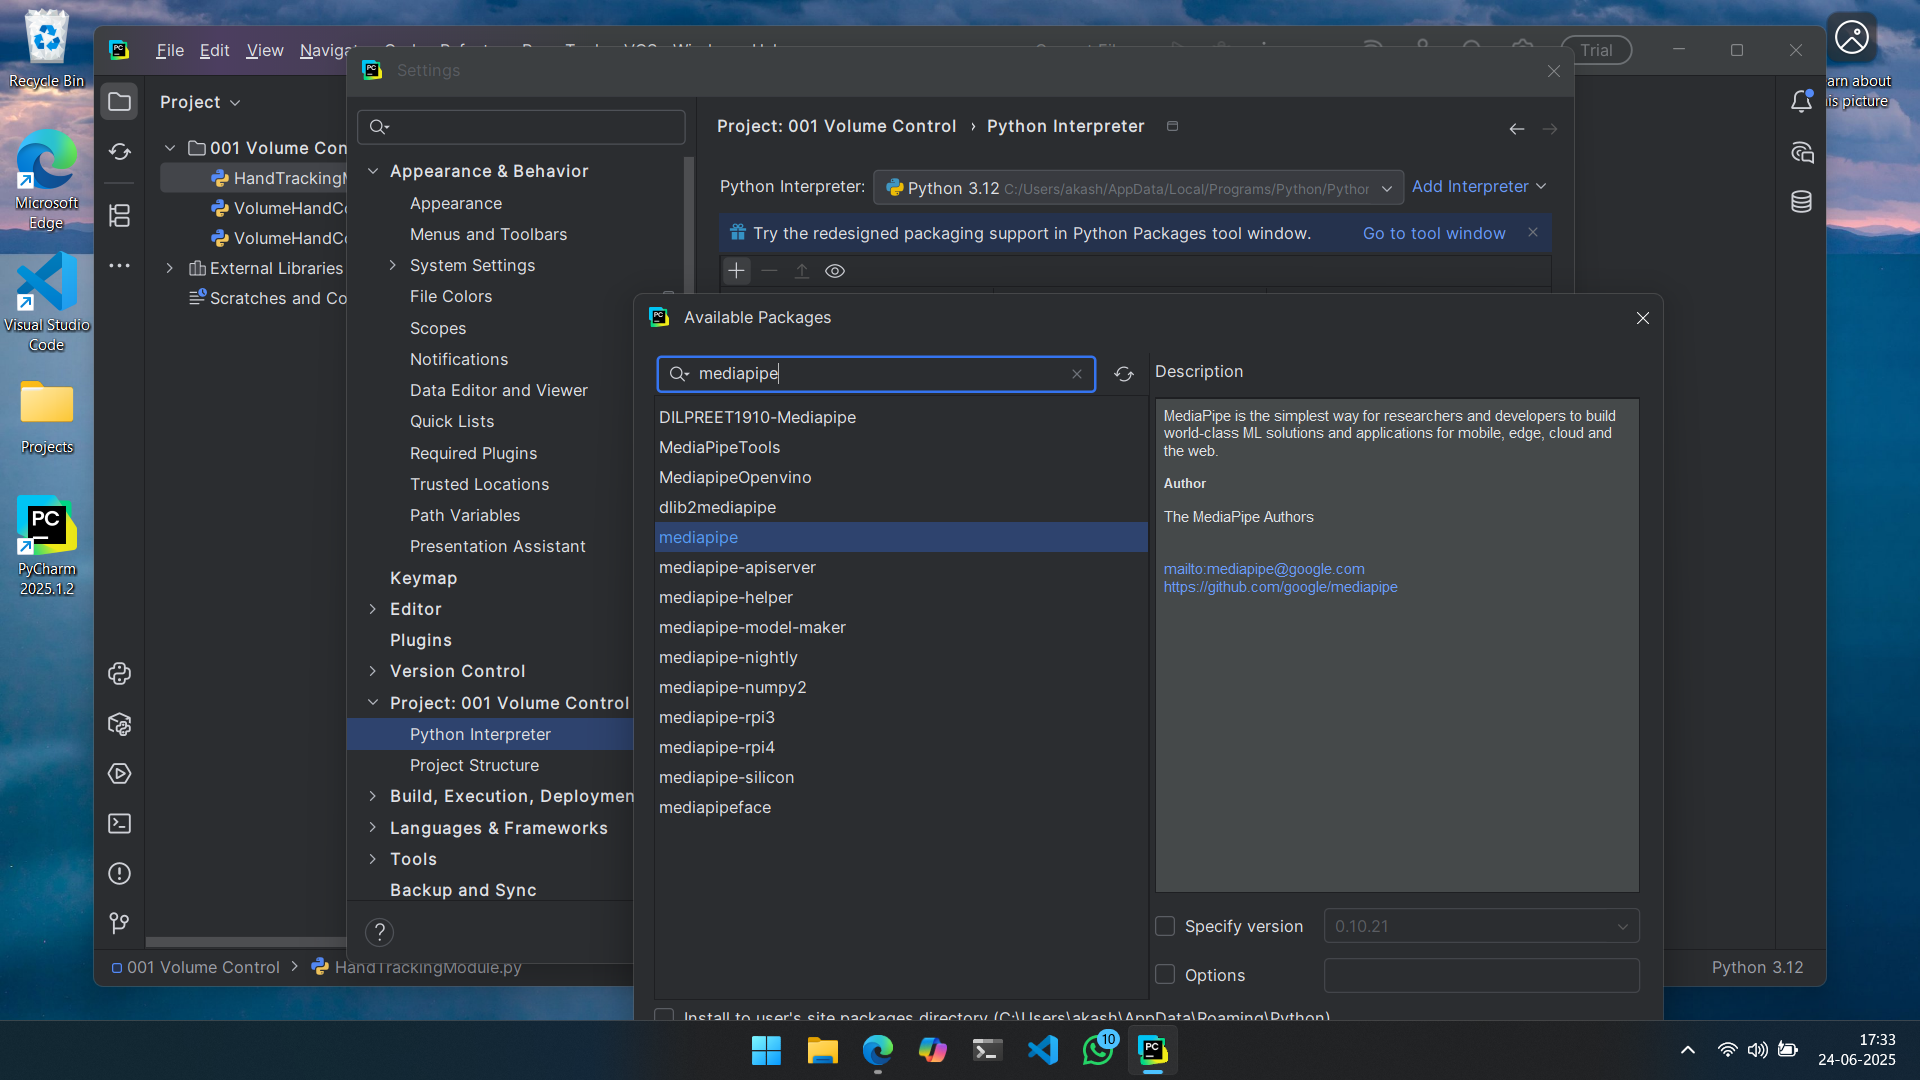 Recycle Bin
Microsoft
Edge
Visual Studio
Code
Projects
PyCharm
2025.1.2
File Edit View
Trial
arn about
is picture
Project
001 Volume Con
HandTrackingM
VolumeHandCo
VolumeHandCo
External Libraries
Scratches and Co
Settings
Appearance & Behavior
Appearance
Menus and Toolbars
System Settings
File Colors
Scopes
Notifications
Data Editor and Viewer
Quick Lists
Required Plugins
Trusted Locations
Path Variables
Presentation Assistant
Keymap
Editor
Plugins
Version Control
Project: 001 Volume Control
Python Interpreter
Project Structure
Build, Execution, Deploymen
Languages & Frameworks
Tools
Backup and Sync
?
Project: 001 Volume Control › Python Interpreter
Python Interpreter: Python 3.12 C:/Users/akash/AppData/Local/Programs/Python/Pythor Add Interpreter
Try the redesigned packaging support in Python Packages tool window. Go to tool window
Available Packages
mediapipe
DILPREET1910-Mediapipe
MediaPipeTools
MediapipeOpenvino
dlib2mediapipe
mediapipe
mediapipe-apiserver
mediapipe-helper
mediapipe-model-maker
mediapipe-nightly
mediapipe-numpy2
mediapipe-rpi3
mediapipe-rpi4
mediapipe-silicon
mediapipeface
Description
MediaPipe is the simplest way for researchers and developers to build
world-class ML solutions and applications for mobile, edge, cloud and
the web.
Author
The MediaPipe Authors
mailto:mediapipe@google.com
https://github.com/google/mediapipe
Specify version 0.10.21
Options
Install to user's site packages directory (C:\Users\akash\AppData\Roaming\Python)
001 Volume Control > HandTrackingModule.py
Python 3.12
10
17:33
24-06-2025